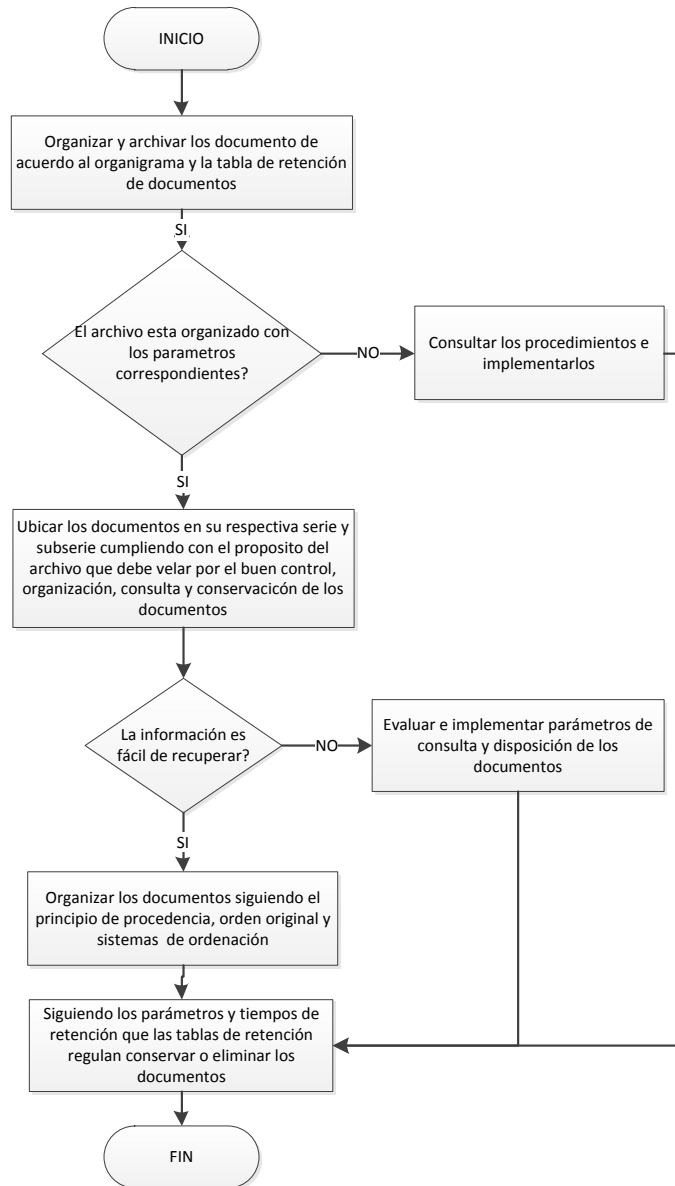 INICIO
Organizar y archivar los documento de
acuerdo al organigrama y la tabla de retención
de documentos
SI
El archivo esta organizado con
los parametros
correspondientes?
NO
Consultar los procedimientos e
implementarlos
SI
Ubicar los documentos en su respectiva serie y
subserie cumpliendo con el proposito del
archivo que debe velar por el buen control,
organización, consulta y conservacicón de los
documentos
La información es
fácil de recuperar?
NO
Evaluar e implementar parámetros de
consulta y disposición de los
documentos
SI
Organizar los documentos siguiendo el
principio de procedencia, orden original y
sistemas de ordenación
Siguiendo los parámetros y tiempos de
retención que las tablas de retención
regulan conservar o eliminar los
documentos
FIN